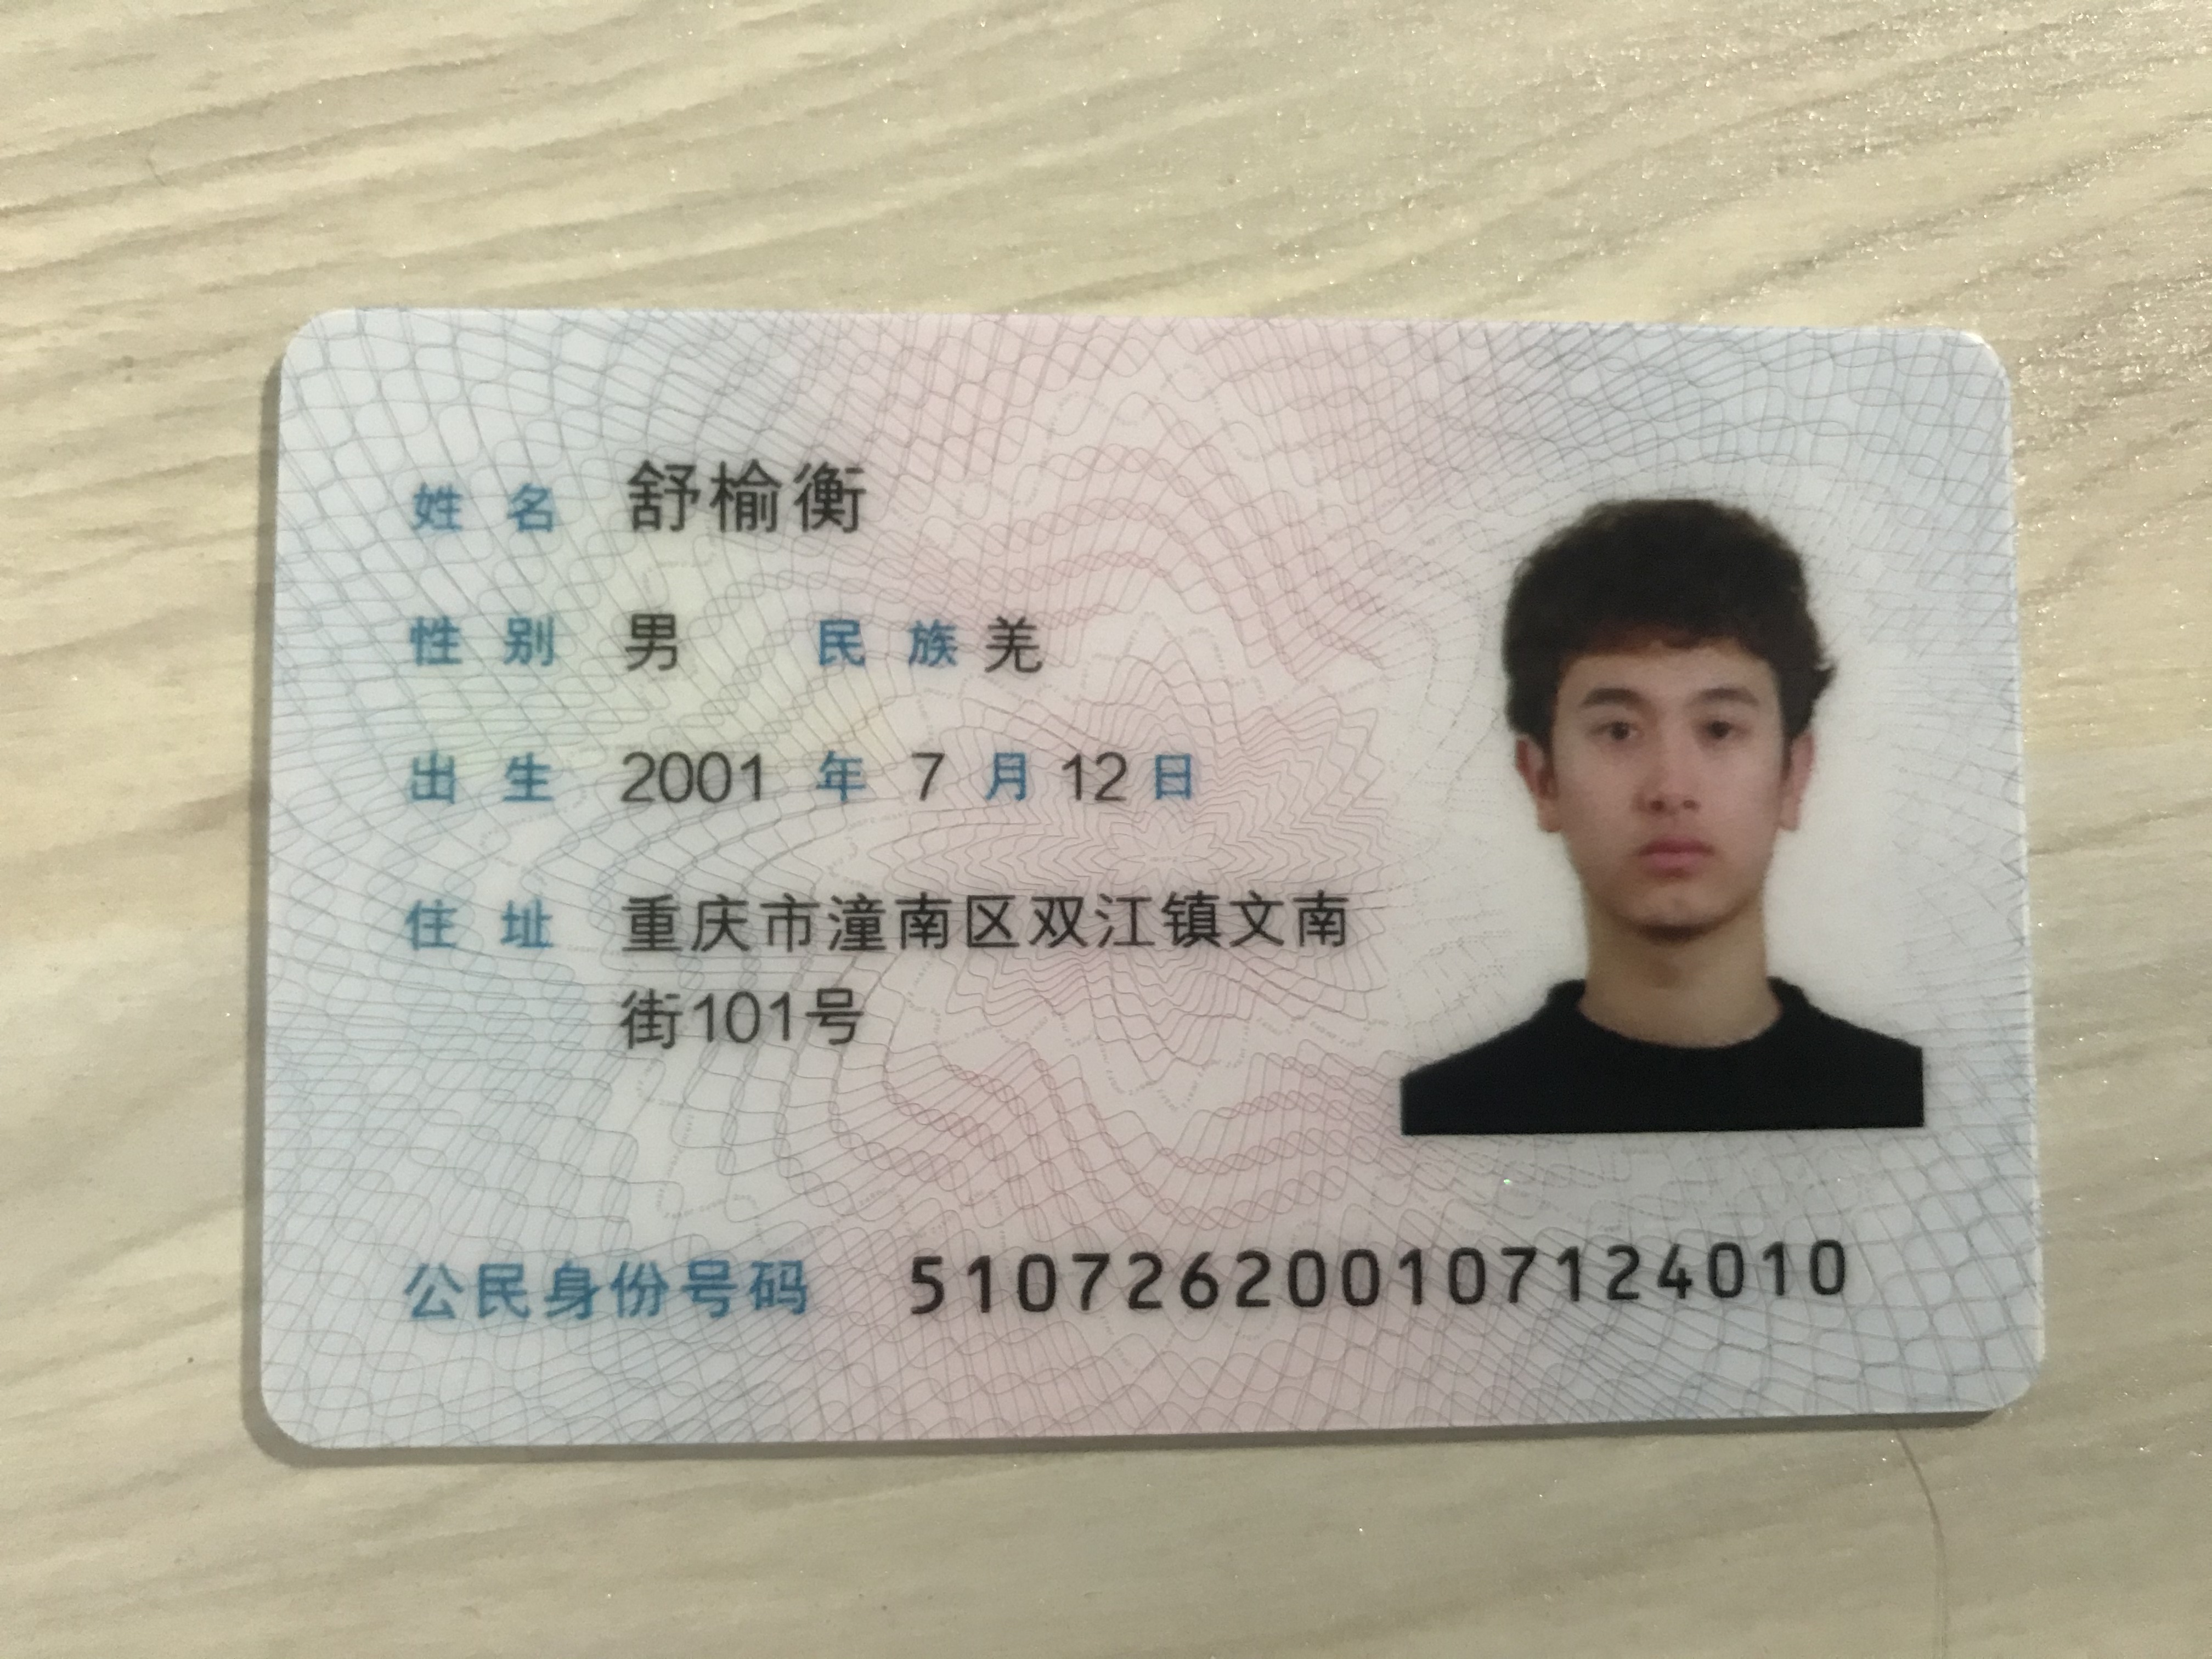 姓名 舒榆衡
性别 男 民族 羌
出生 2001 年 7 月 12 日
住址 重庆市潼南区双江镇文南
街101号
公民身份号码 510726200107124010